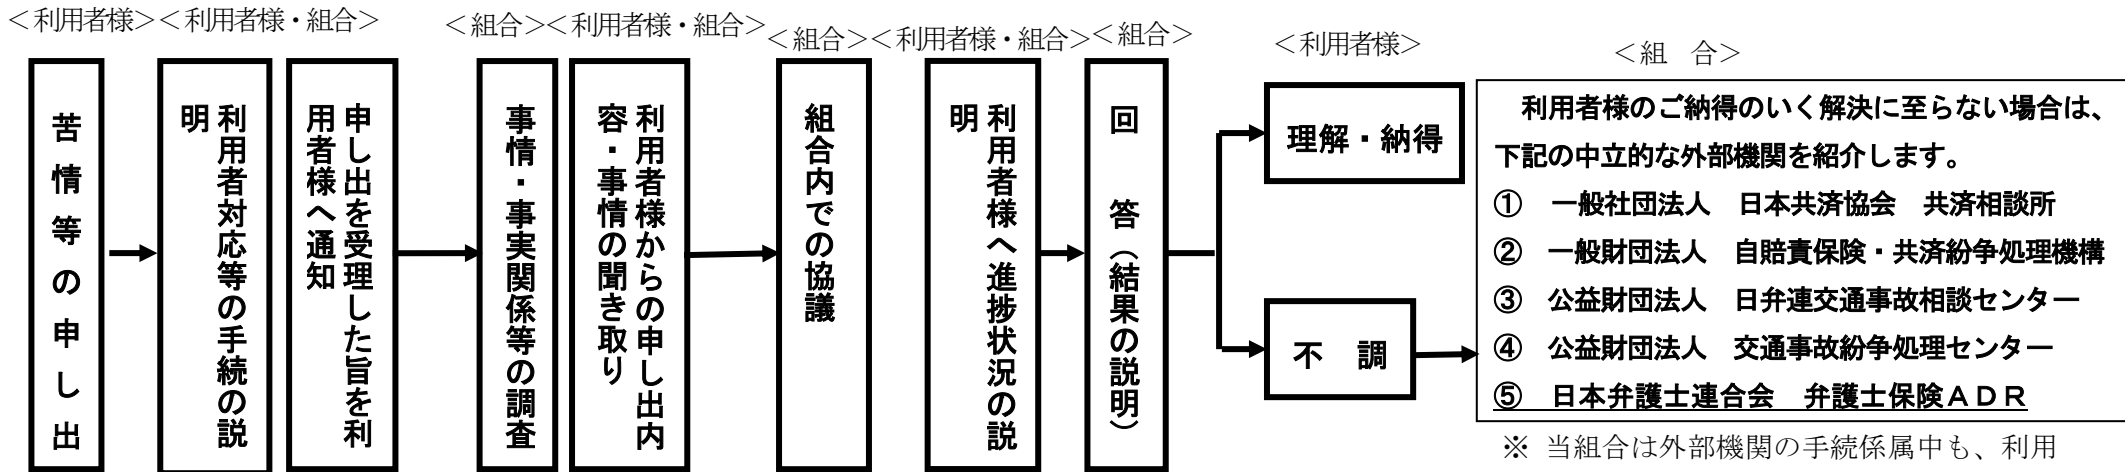 ＜利用者様＞
＜利用者様・組合＞
＜組合＞
＜利用者様・組合＞
＜組合＞
＜利用者様・組合＞
＜組合＞
＜利用者様＞
＜組　合＞
苦情等の申し出
利用者対応等の手続の説
明
申し出を受理した旨を利
用者様へ通知
事情・事実関係等の調査
利用者様からの申し出内
容・事情の聞き取り
組合内での協議
利用者様へ進捗状況の説
明
回　答（結果の説明）
理解・納得
不　調
利用者様のご納得のいく解決に至らない場合は、
下記の中立的な外部機関を紹介します。
①　一般社団法人　日本共済協会　共済相談所
②　一般財団法人　自賠責保険・共済紛争処理機構
③　公益財団法人　日弁連交通事故相談センター
④　公益財団法人　交通事故紛争処理センター
⑤　日本弁護士連合会　弁護士保険ＡＤＲ
※ 当組合は外部機関の手続係属中も、利用